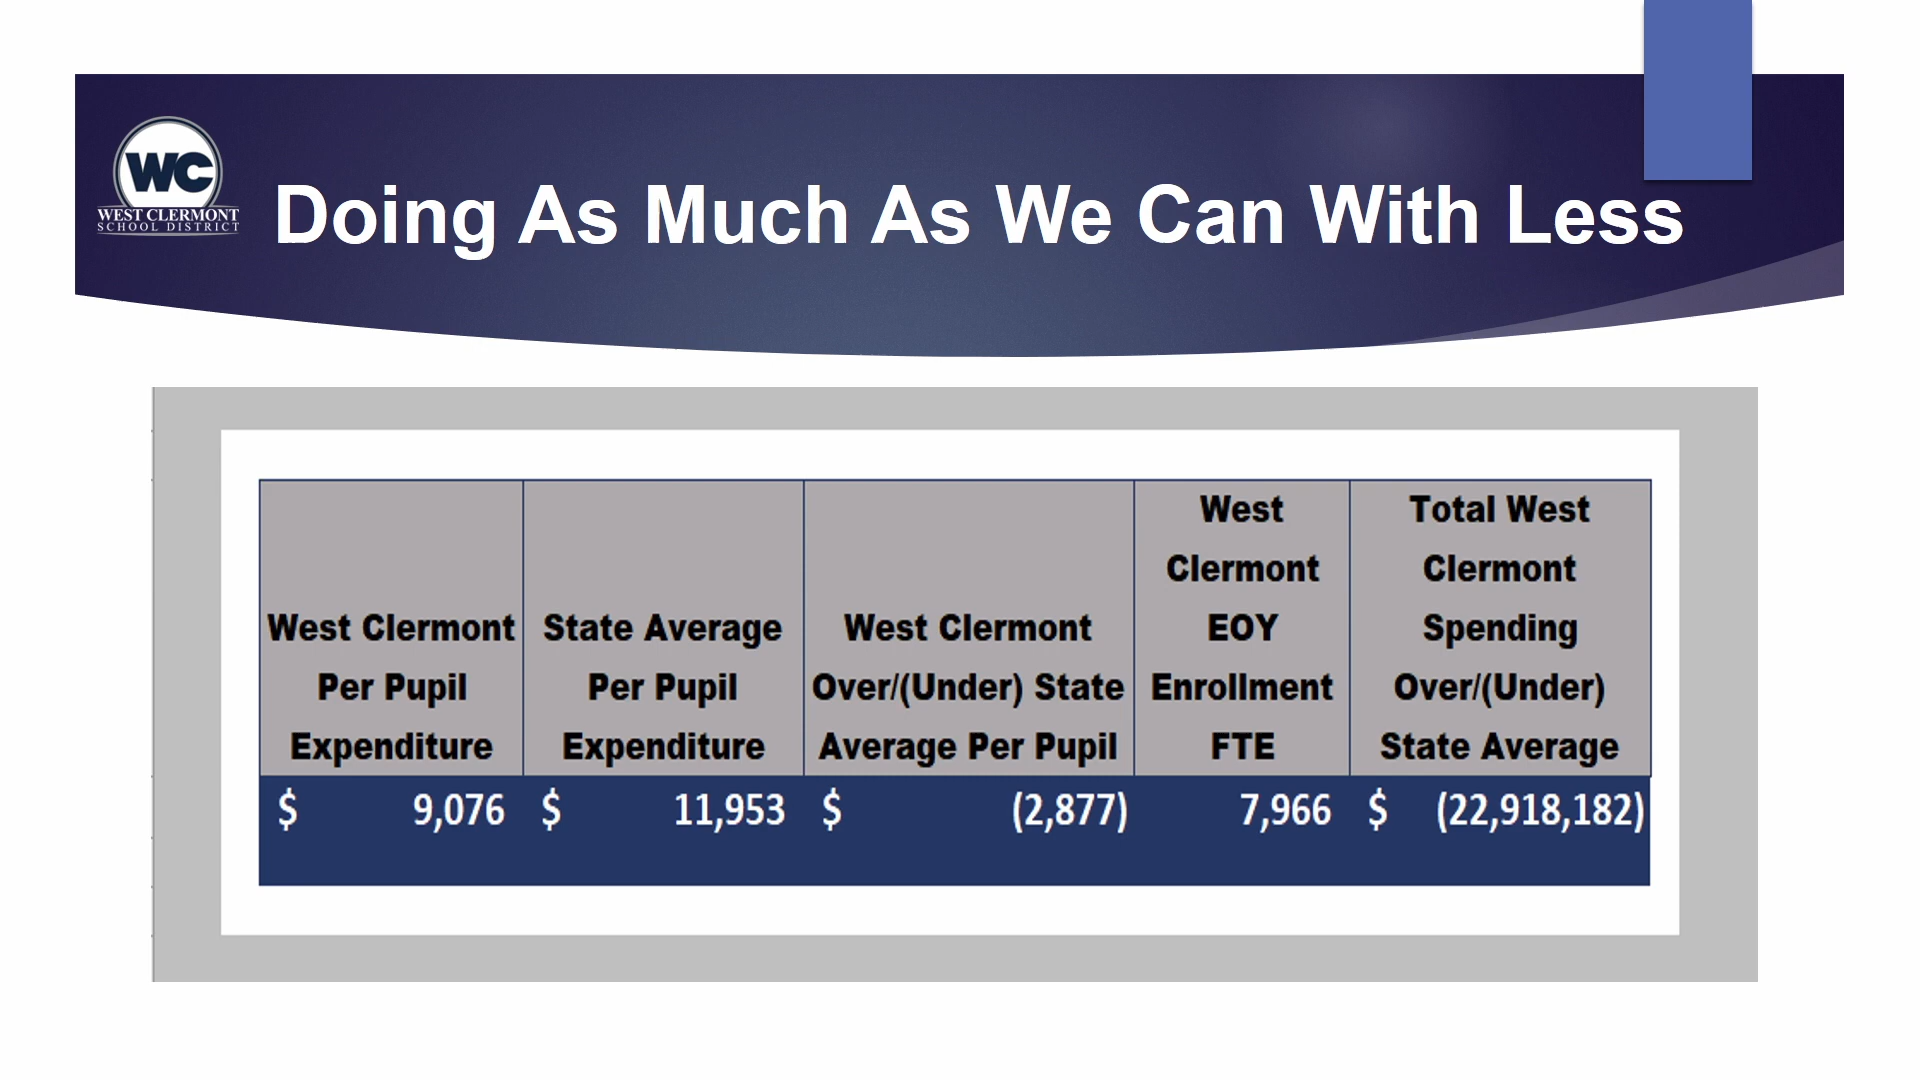 WC
WEST CLERMONT
SCHOOL DISTRICT
Doing As Much As We Can With Less
West Clermont
Per Pupil
Expenditure
State Average
Per Pupil
Expenditure
West Clermont
Over/(Under) State
Average Per Pupil
West
Clermont
EOY
Enrollment
FTE
Total West
Clermont
Spending
Over/(Under)
State Average
$ 9,076 $ 11,953 $ (2,877) 7,966 $ (22,918,182)